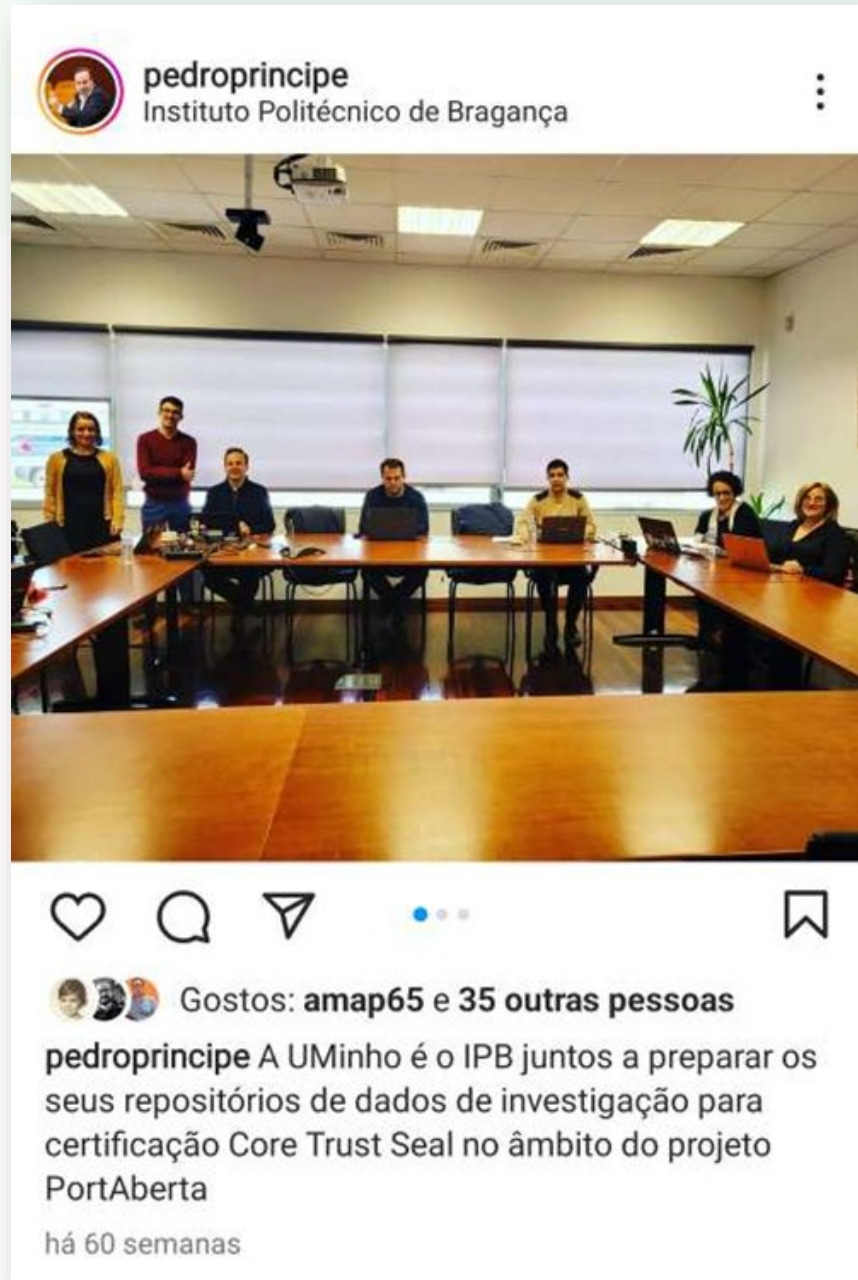 pedroprincipe
Instituto Politécnico de Bragança
Gostos: amap65 e 35 outras pessoas
pedroprincipe A UMinho é o IPB juntos a preparar os
seus repositórios de dados de investigação para
certificação Core Trust Seal no âmbito do projeto
PortAberta
há 60 semanas